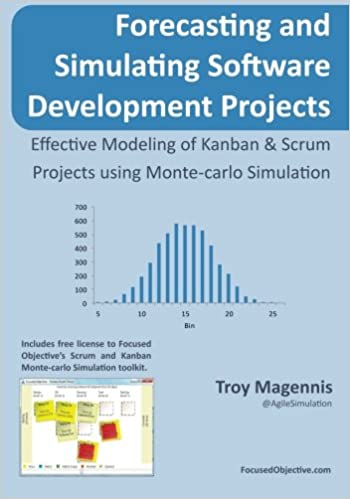 Forecasting and
Simulating Software
Development Projects
Effective Modeling of Kanban & Scrum
Projects using Monte-carlo Simulation
700
600
500
400
300
200
100
0
5 10 15 20 25
Bin
Includes free license to Focused
Objective's Scrum and Kanban
Monte-carlo Simulation toolkit.
Troy Magennis
@AgileSimulation
FocusedObjective.com